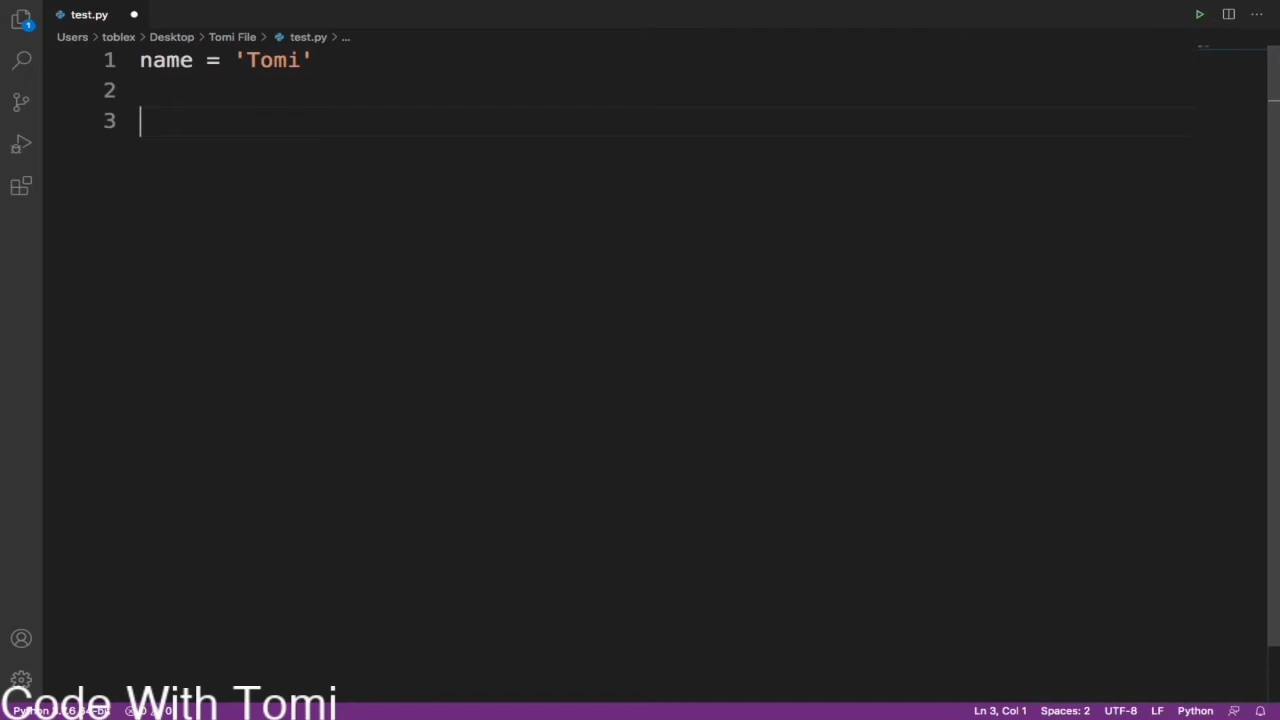 test.py
Users > toblex > Desktop > Tomi File > test.py > ...
1 name = 'Tomi'
2
3
1
Code With Tomi
Ln 3, Col 1 Spaces: 2 UTF-8 LF Python